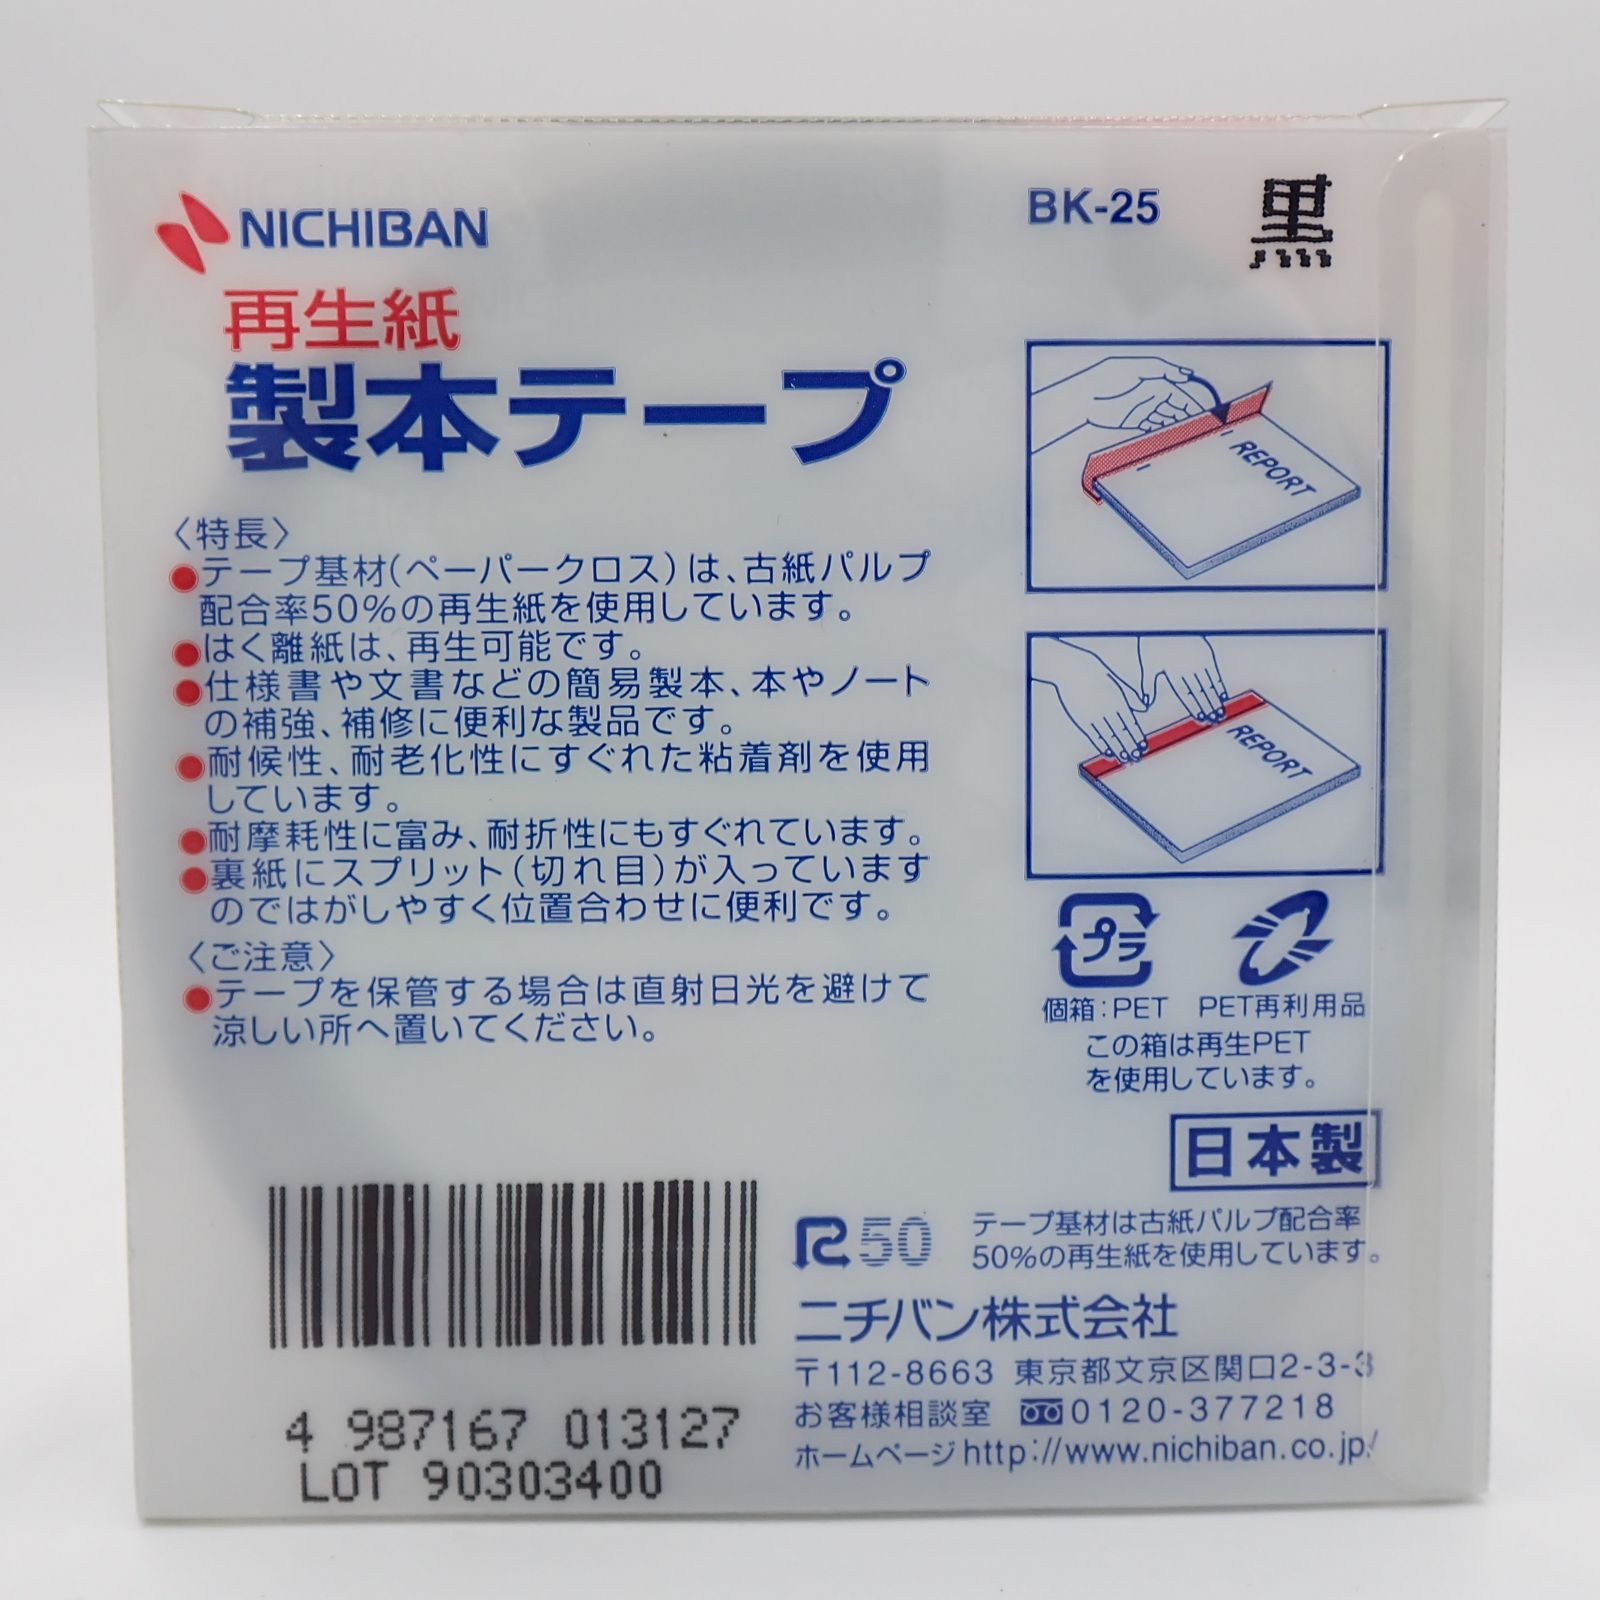 NICHIBAN
BK-25
黒
再生紙
製本テープ
〈特長〉
●テープ基材(ペーパークロス)は、古紙パルプ
配合率50%の再生紙を使用しています。
●はく離紙は、再生可能です。
●仕様書や文書などの簡易製本、本やノート
の補強、補修に便利な製品です。
●耐候性、耐老化性にすぐれた粘着剤を使用
しています。
●耐摩耗性に富み、耐折性にもすぐれています。
●裏紙にスプリット(切れ目)が入っています
のではがしやすく位置合わせに便利です。
〈ご注意〉
●テープを保管する場合は直射日光を避けて
涼しい所へ置いてください。
REPORT
REPORT
プラ
個箱:PET
PET再利用品
この箱は再生PET
を使用しています。
日本製
R50
テープ基材は古紙パルプ配合率
50%の再生紙を使用しています。
ニチバン株式会社
〒112-8663 東京都文京区関口2-3-3
お客様相談室 0120-377218
ホームページhttp://www.nichiban.co.jp/
4 987167 013127
LOT 90303400